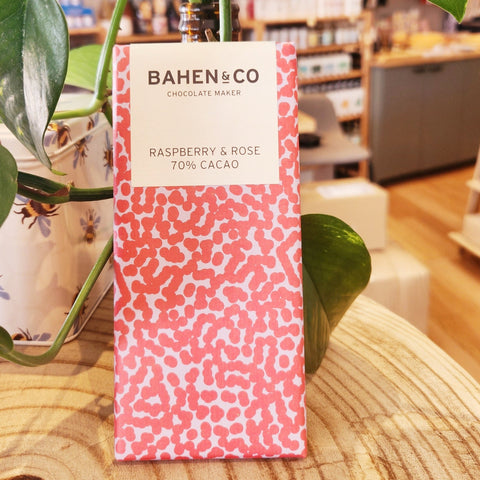 BAHEN & CO
CHOCOLATE MAKER
RASPBERRY & ROSE
70% CACAO